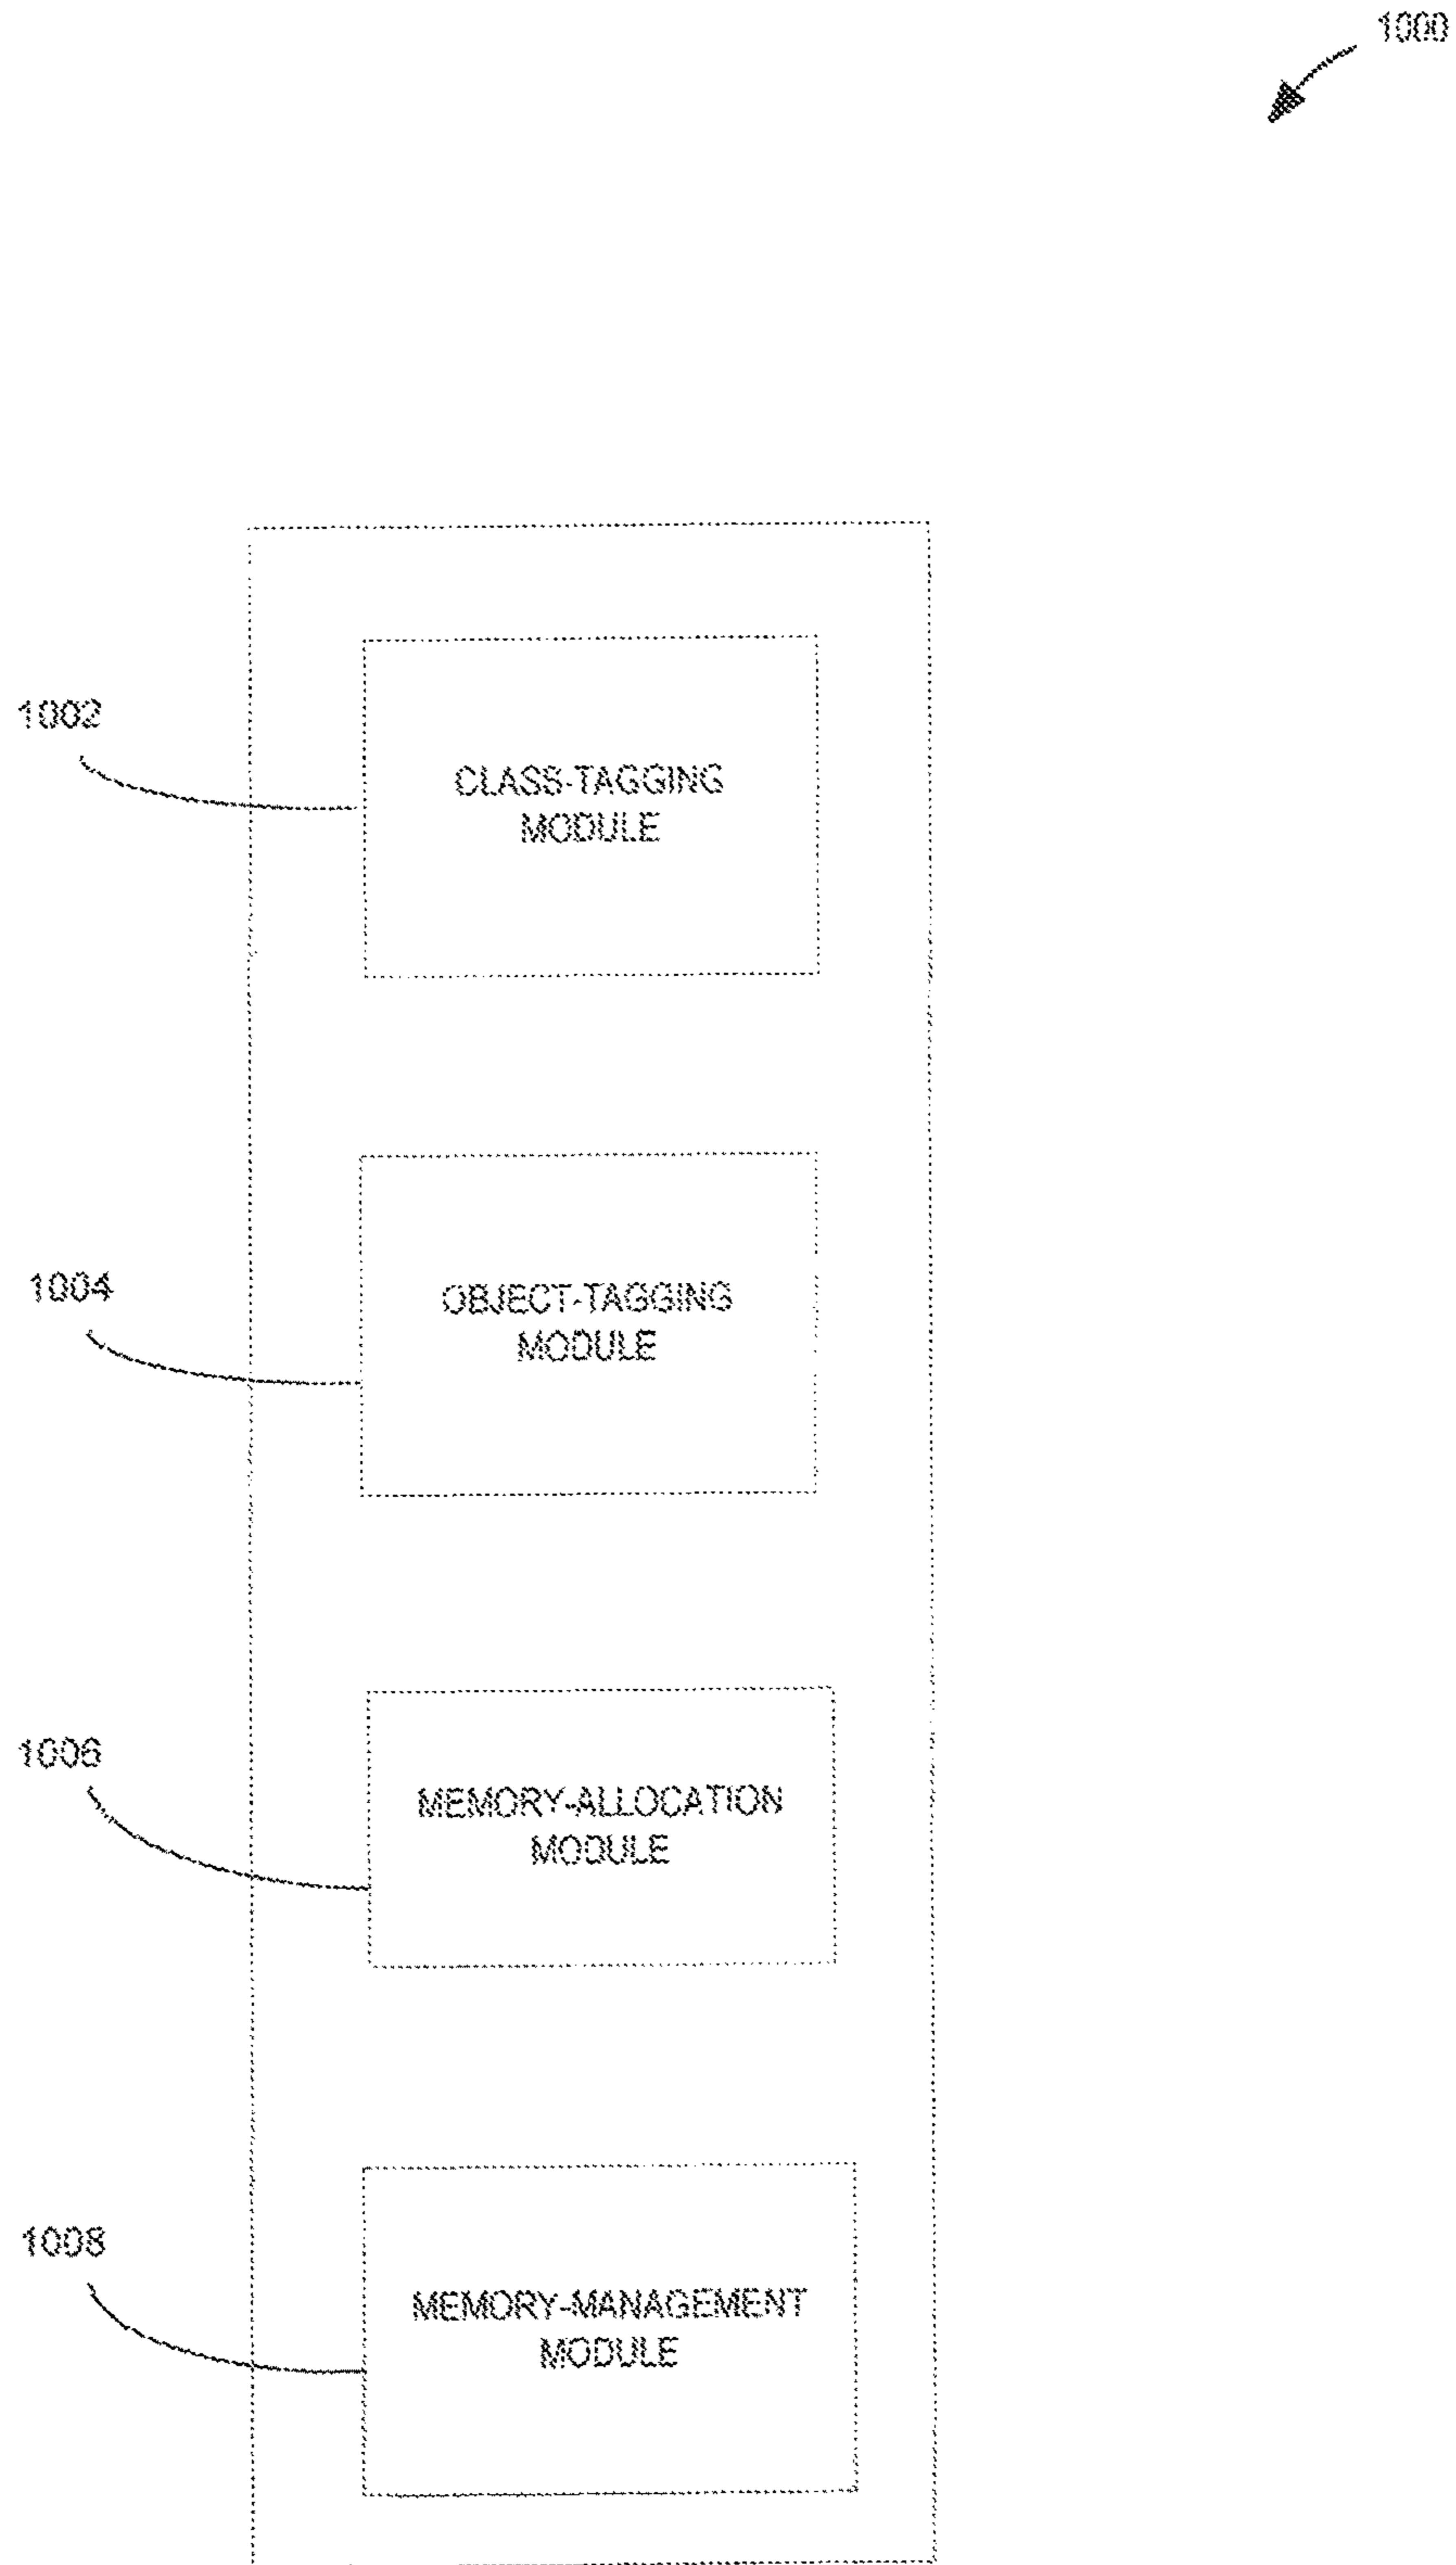 1000
1002
CLASS-TAGGING
MODULE
1004
OBJECT-TAGGING
MODULE
1006
MEMORY-ALLOCATION
MODULE
1008
MEMORY-MANAGEMENT
MODULE